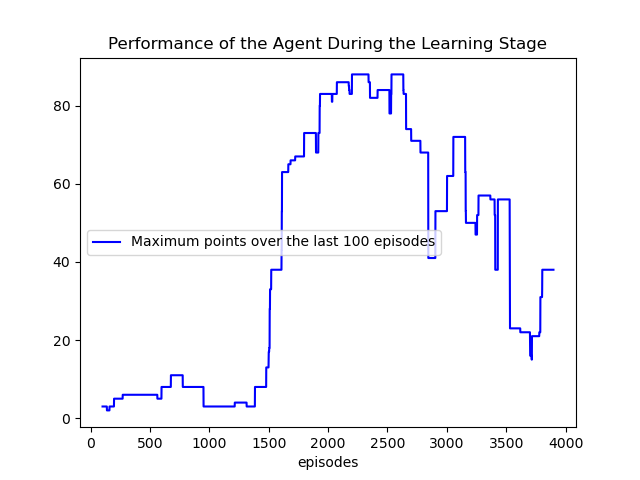 Performance of the Agent During the Learning Stage
80
60
Maximum points over the last 100 episodes
40
20
0
0 500 1000 1500 2000 2500 3000 3500 4000
episodes